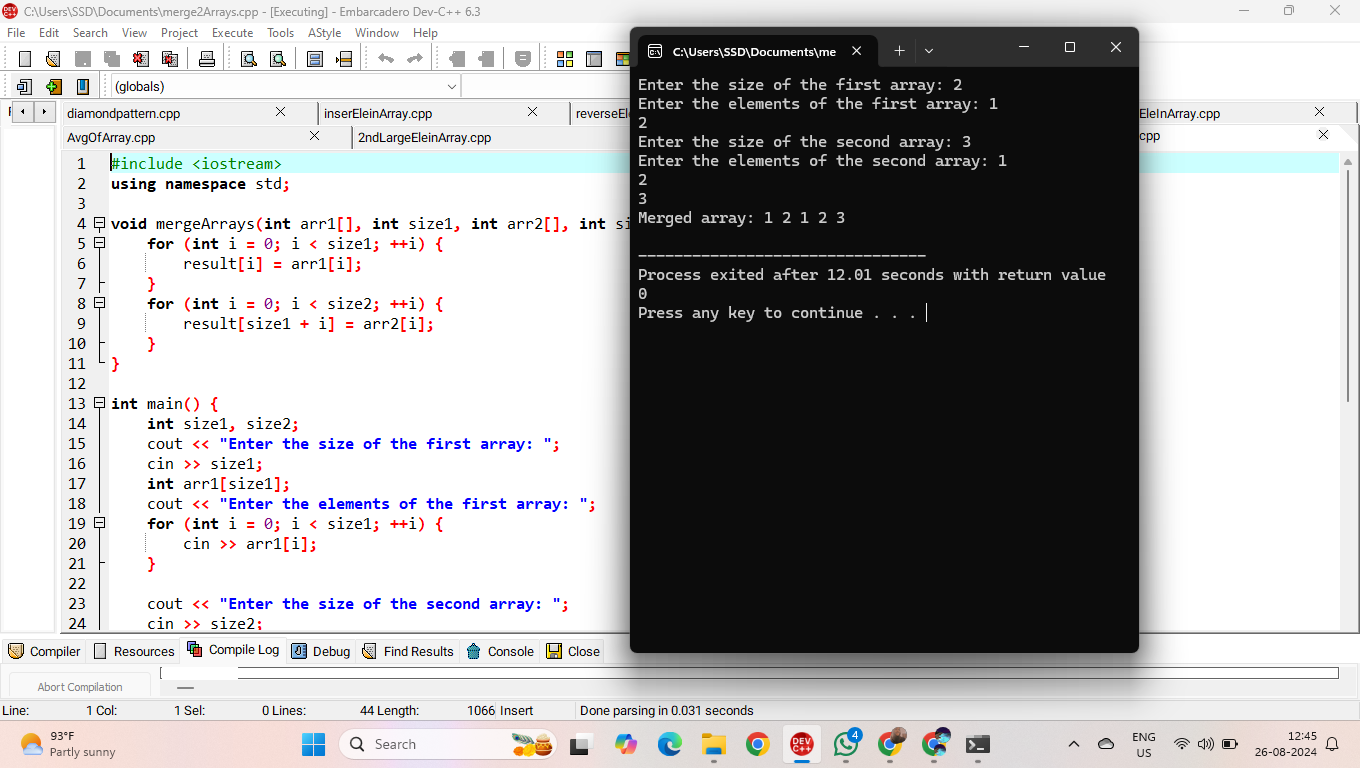 C:\Users\SSD\Documents\merge2Arrays.cpp - [Executing] - Embarcadero Dev-C++ 6.3
File Edit Search View Project Execute Tools AStyle Window Help
(globals)
diamondpattern.cpp
inserEleinArray.cpp
EleInArray.cpp
AvgOfArray.cpp
2ndLargeEleinArray.cpp
cpp
1 #include <iostream>
2 using namespace std;
3
4 void mergeArrays(int arr1[], int size1, int arr2[], int si
5 for (int i = 0; i < size1; ++i) {
6 result[i] = arr1[i];
7 }
8 for (int i = 0; i < size2; ++i) {
9 result[size1 + i] = arr2[i];
10 }
11 }
12
13 int main() {
14 int size1, size2;
15 cout << "Enter the size of the first array: ";
16 cin >> size1;
17 int arr1[size1];
18 cout << "Enter the elements of the first array: ";
19 for (int i = 0; i < size1; ++i) {
20 cin >> arr1[i];
21 }
22
23 cout << "Enter the size of the second array: ";
24 cin >> size2;
C:\Users\SSD\Documents\me
Enter the size of the first array: 2
Enter the elements of the first array: 1
2
Enter the size of the second array: 3
Enter the elements of the second array: 1
2
3
Merged array: 1 2 1 2 3
--------------------------------
Process exited after 12.01 seconds with return value
0
Press any key to continue . . .
Compiler Resources Compile Log Debug Find Results Console Close
Abort Compilation
Line: 1 Col: 1 Sel: 0 Lines: 44 Length: 1066 Insert Done parsing in 0.031 seconds
93°F
Partly sunny
Search
DEV
C++
4
ENG
US
12:45
26-08-2024